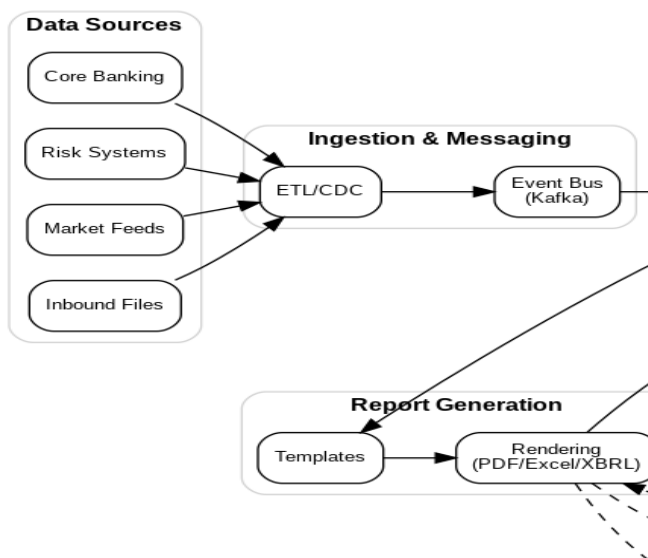 Data Sources
Core Banking
Risk Systems
Market Feeds
Inbound Files
Ingestion & Messaging
ETL/CDC
Event Bus
(Kafka)
Report Generation
Templates
Rendering
(PDF/Excel/XBRL)